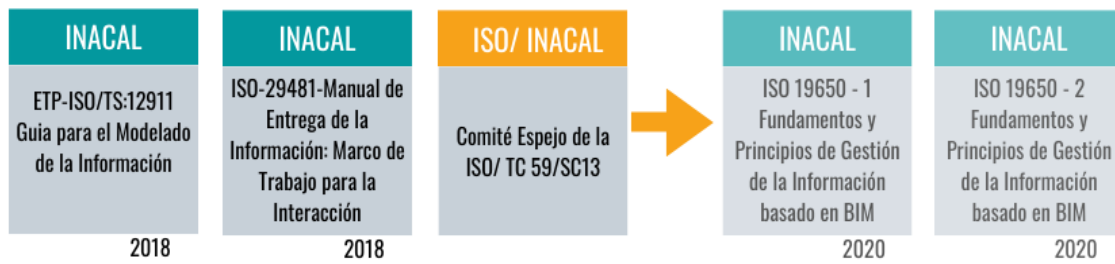 INACAL
ETP-ISO/TS:12911
Guia para el Modelado
de la Información
2018
INACAL
ISO-29481-Manual de
Entrega de la
Información: Marco de
Trabajo para la
Interacción
2018
ISO/ INACAL
Comité Espejo de la
ISO/ TC 59/SC13
INACAL
ISO 19650 - 1
Fundamentos y
Principios de Gestión
de la Información
basado en BIM
2020
INACAL
ISO 19650 - 2
Fundamentos y
Principios de Gestión
de la Información
basado en BIM
2020